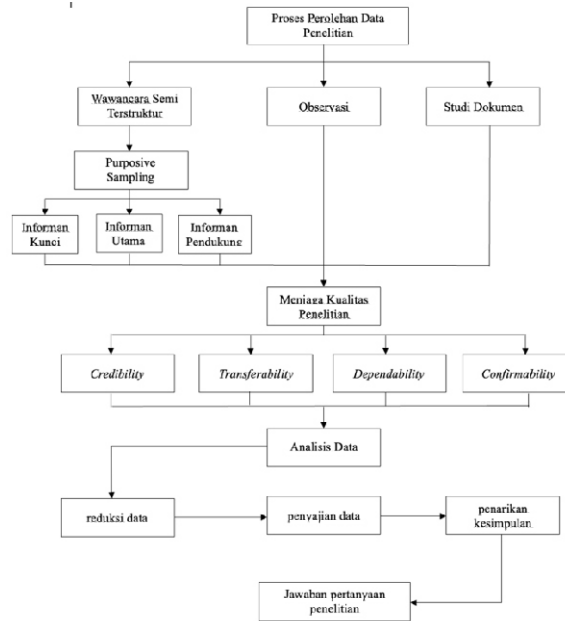 Proses Perolehan Data
Penelitian
Wawancara Semi
Terstruktur
Observasi
Studi Dokumen
Purposive
Sampling
Informan
Kunci
Informan
Utama
Informan
Pendukung
Menjaga Kualitas
Penelitian
Credibility
Transferability
Dependability
Confirmability
Analisis Data
reduksi data
penyajian data
penarikan
kesimpulan
Jawaban pertanyaan
penelitian